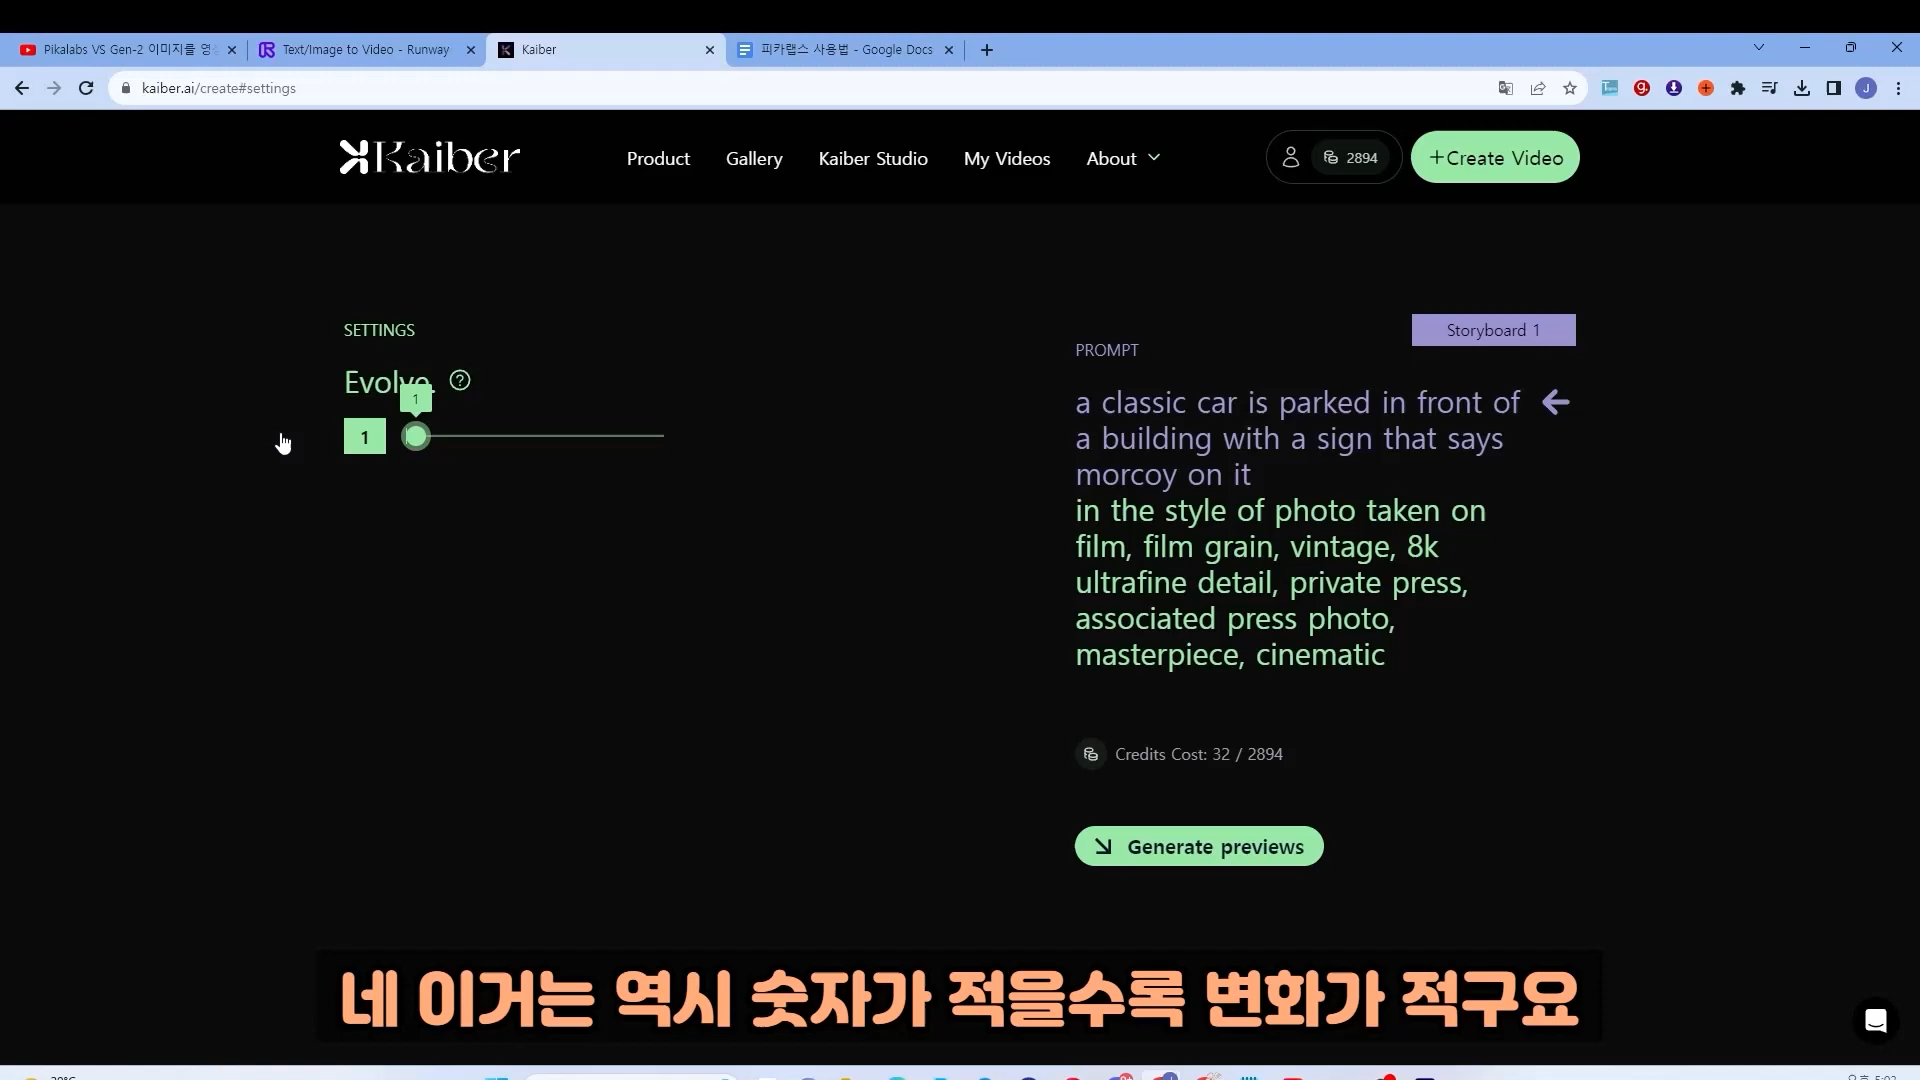 Pikalabs VS Gen-2 이미지를 영
Text/Image to Video - Runway
Kaiber
피카랩스 사용법 - Google Docs
kaiber.ai/create#settings
Kaiber
Product
Gallery
Kaiber Studio
My Videos
About
2894
+Create Video
SETTINGS
Evolve.
1
1
Storyboard 1
PROMPT
a classic car is parked in front of
a building with a sign that says
morcoy on it
in the style of photo taken on
film, film grain, vintage, 8k
ultrafine detail, private press,
associated press photo,
masterpiece, cinematic
Credits Cost: 32 / 2894
Generate previews
네 이거는 역시 숫자가 적을수록 변화가 적구요